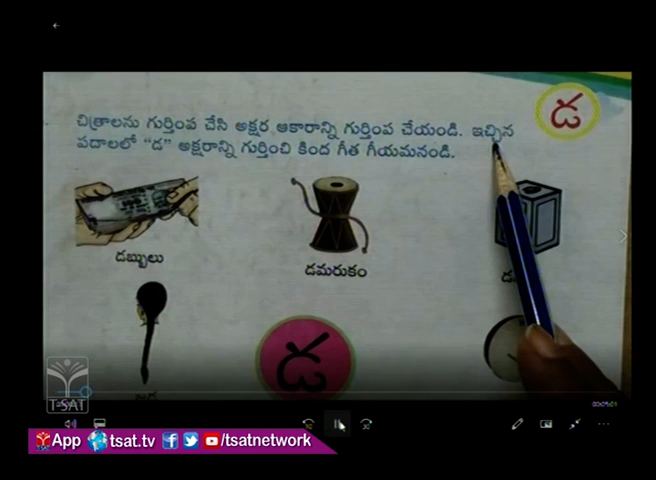 డ
చిత్రాలను గుర్తింప చేసి అక్షర ఆకారాన్ని గుర్తింప చేయండి. ఇచ్చిన
పదాలలో "డ" అక్షరాన్ని గుర్తించి కింద గీత గీయమనండి.
డబ్బులు
డమరుకం
డ
T-SAT
App tsat.tv /tsatnetwork